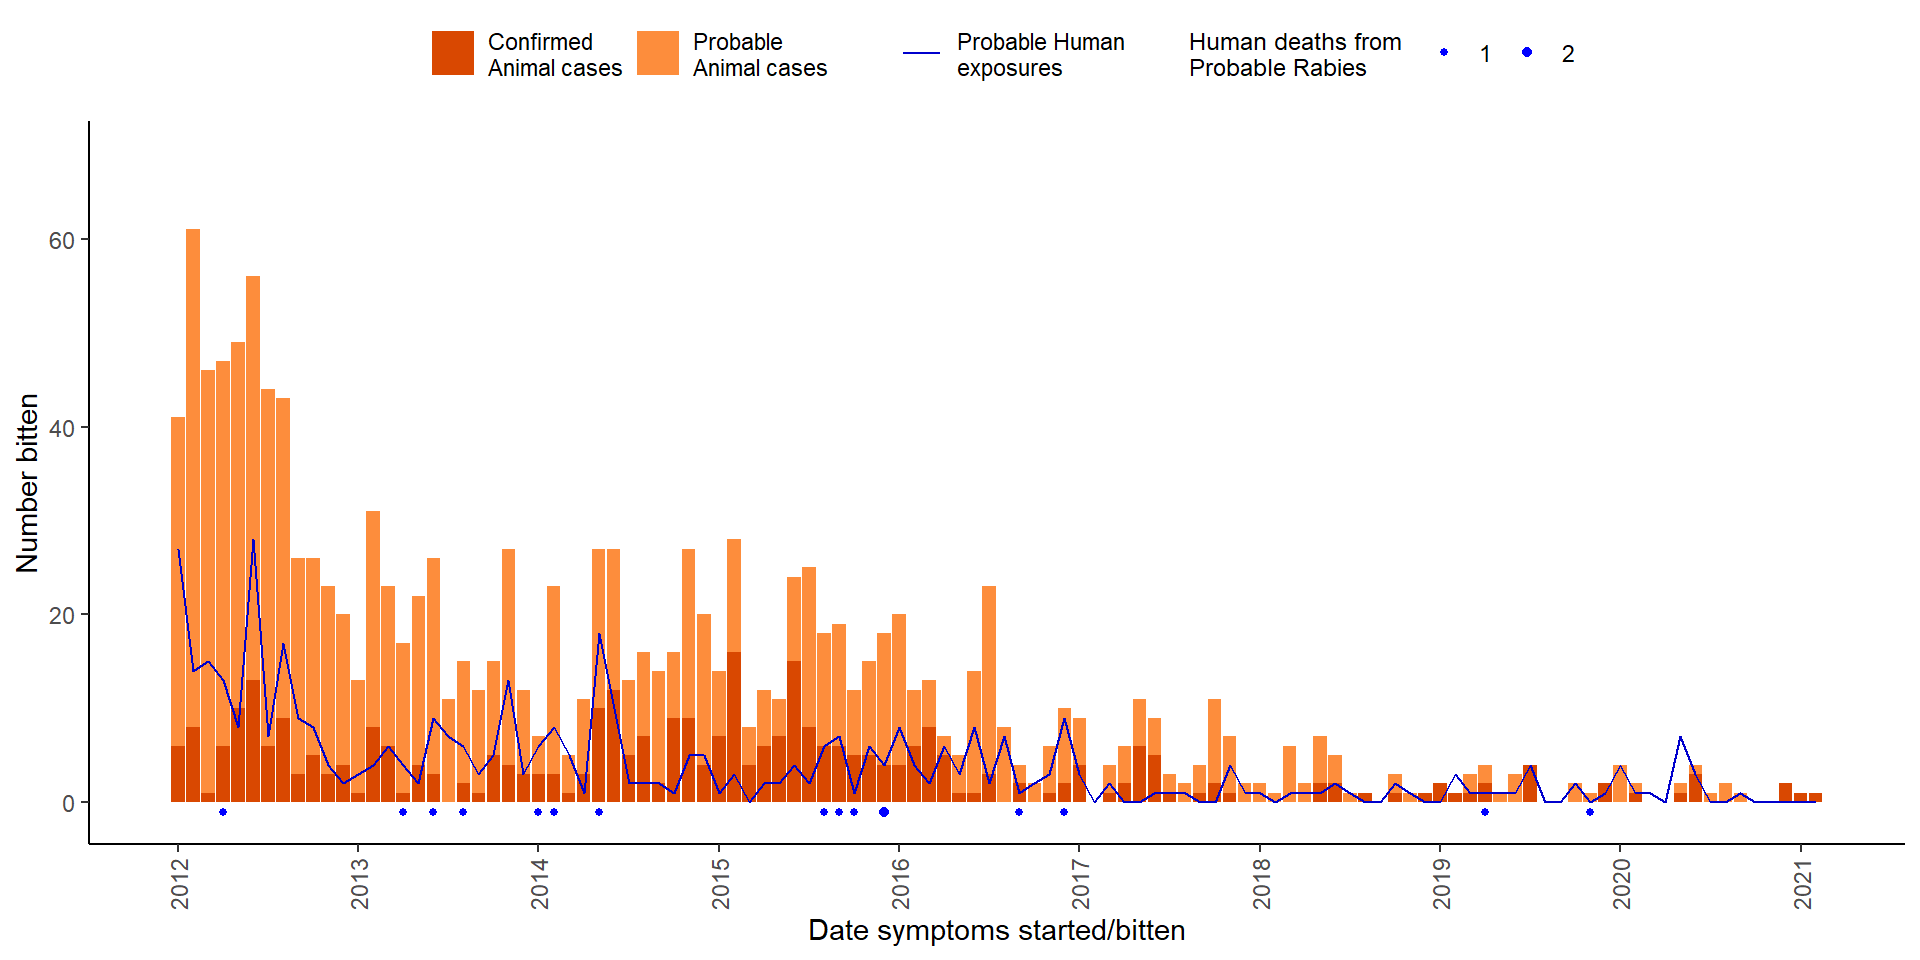 Confirmed
Animal cases
Probable
Animal cases
Probable Human
exposures
Human deaths from
Probable Rabies
1
2
Number bitten
60
40
20
0
2012
2013
2014
2015
2016
2017
2018
2019
2020
2021
Date symptoms started/bitten